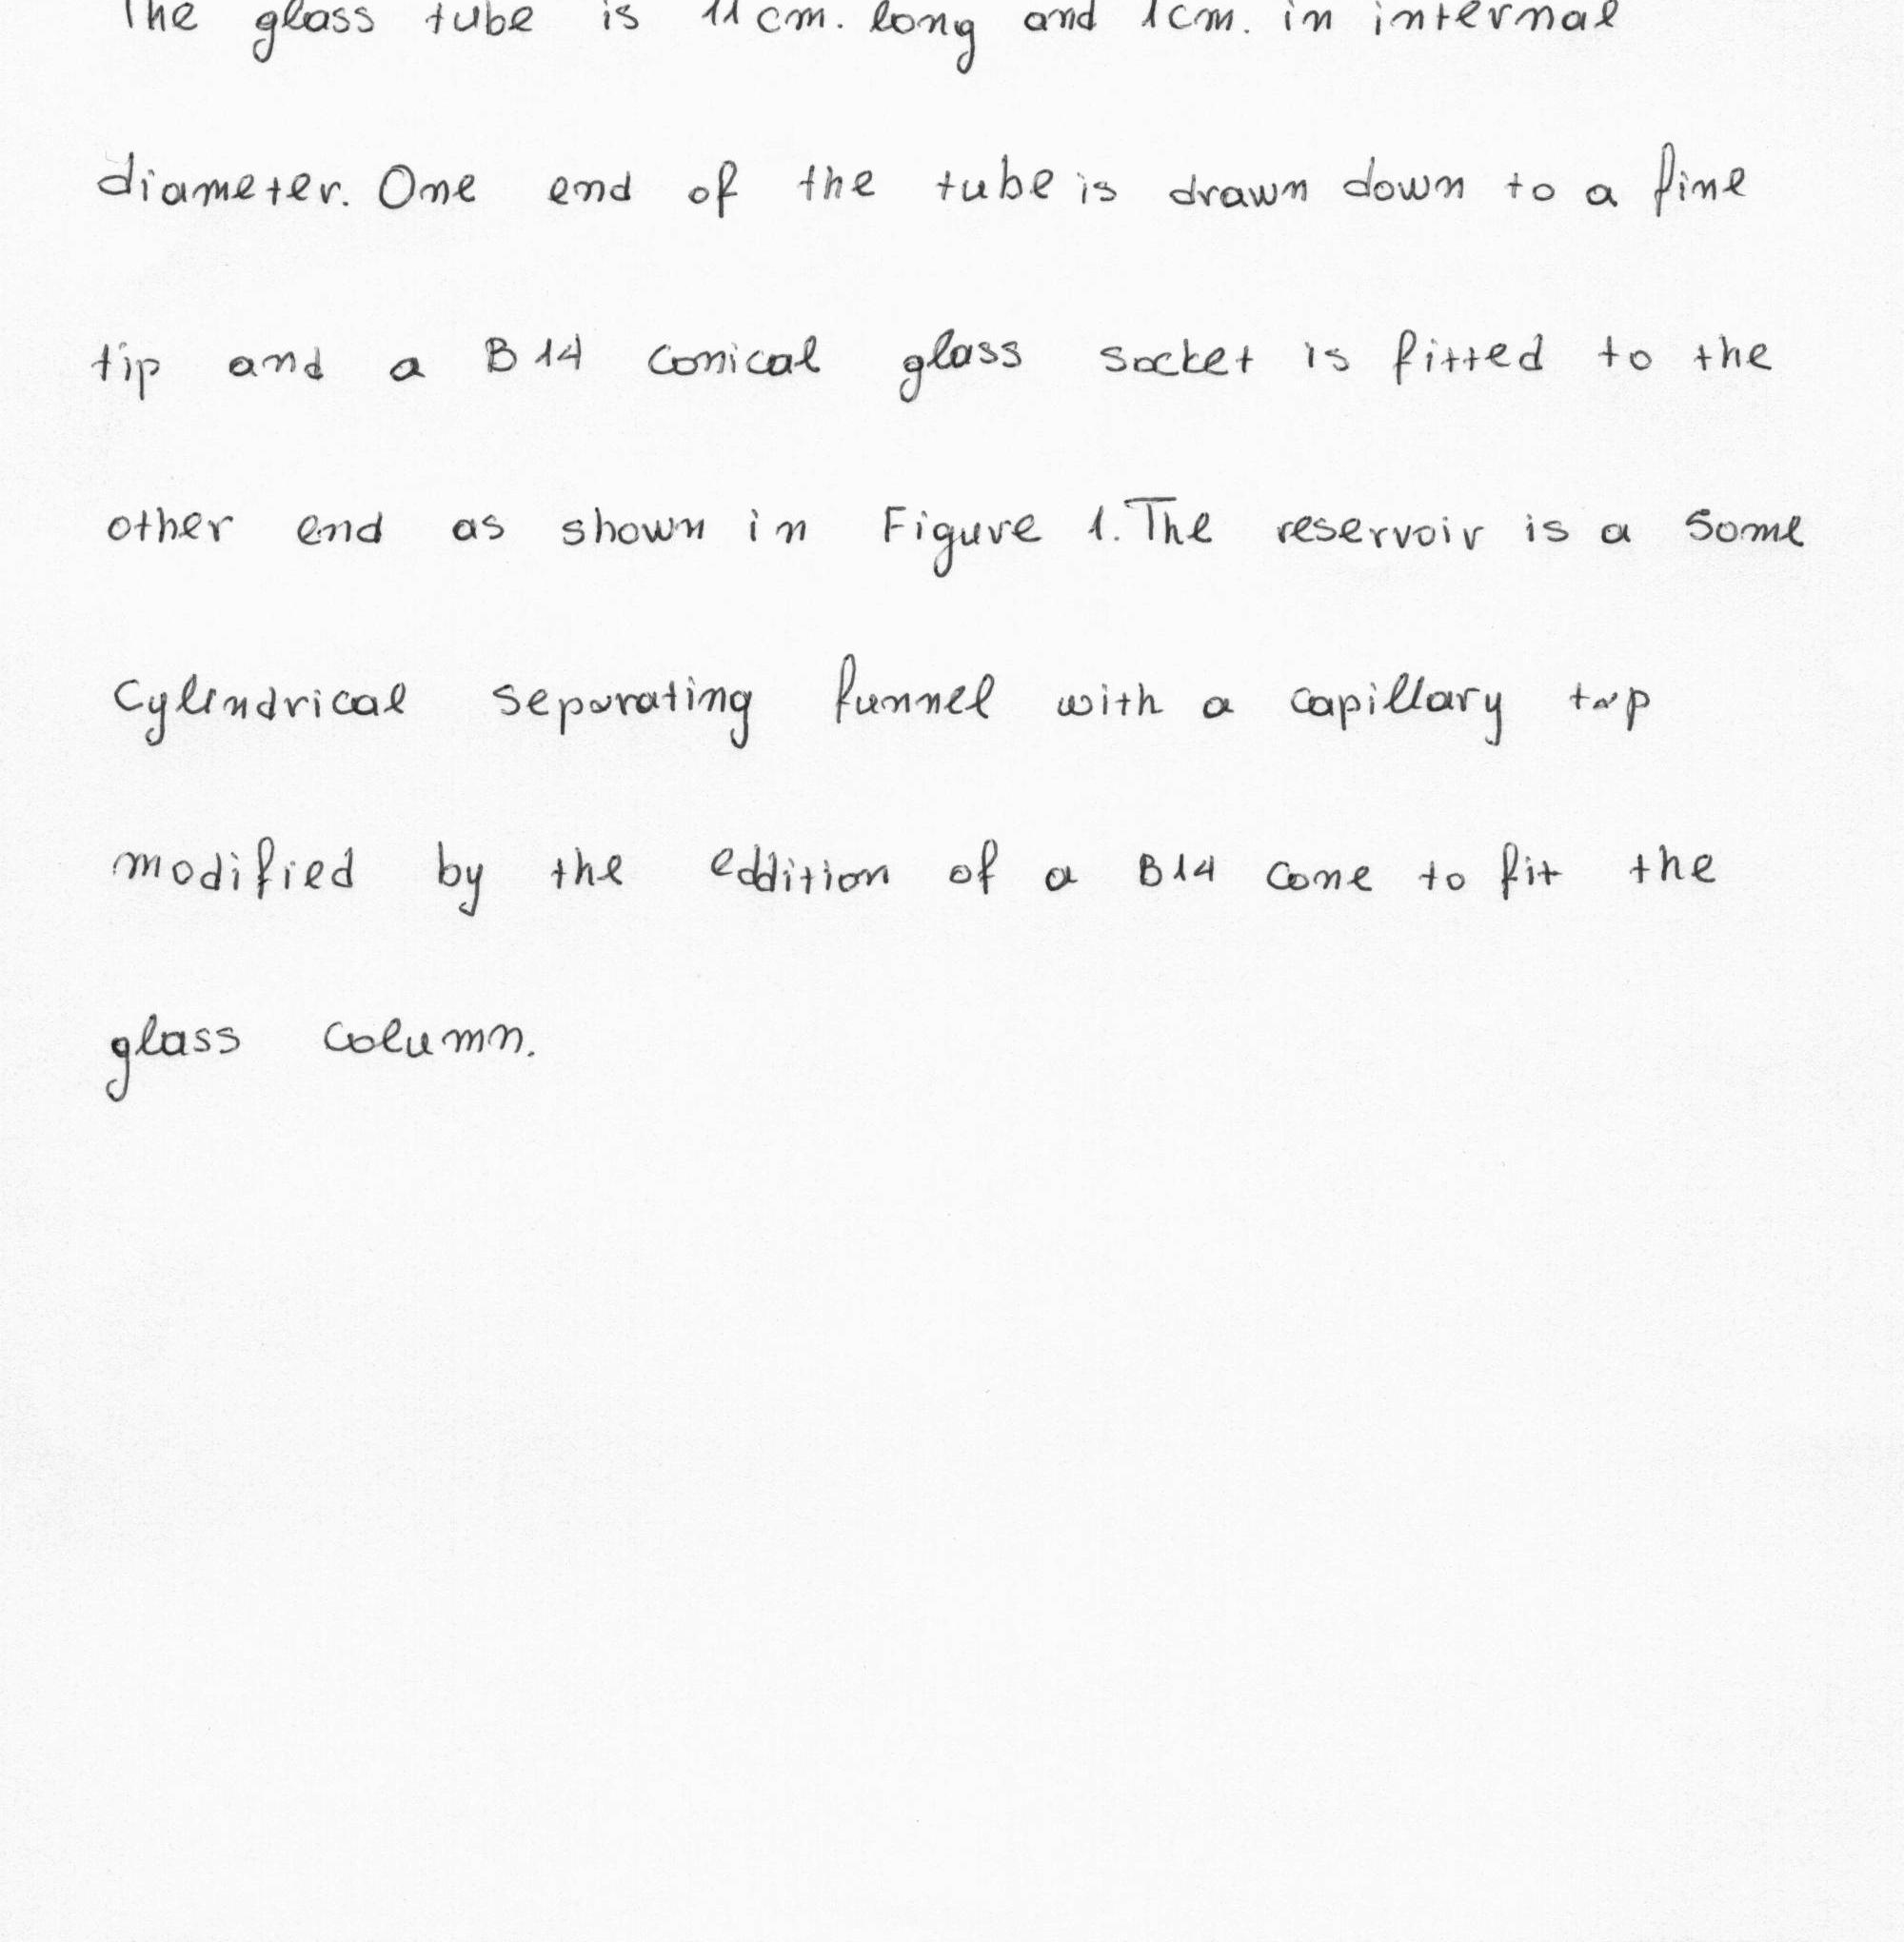 The glass tube is 11 cm. long and 1 cm. in internal
diameter. One end of the tube is drawn down to a fine
tip and a B14 conical glass socket is fitted to the
other end as shown in Figure 1. The reservoir is a some
Cylindrical separating funnel with a capillary tap
modified by the eddition of a B14 cone to fit the
glass column.